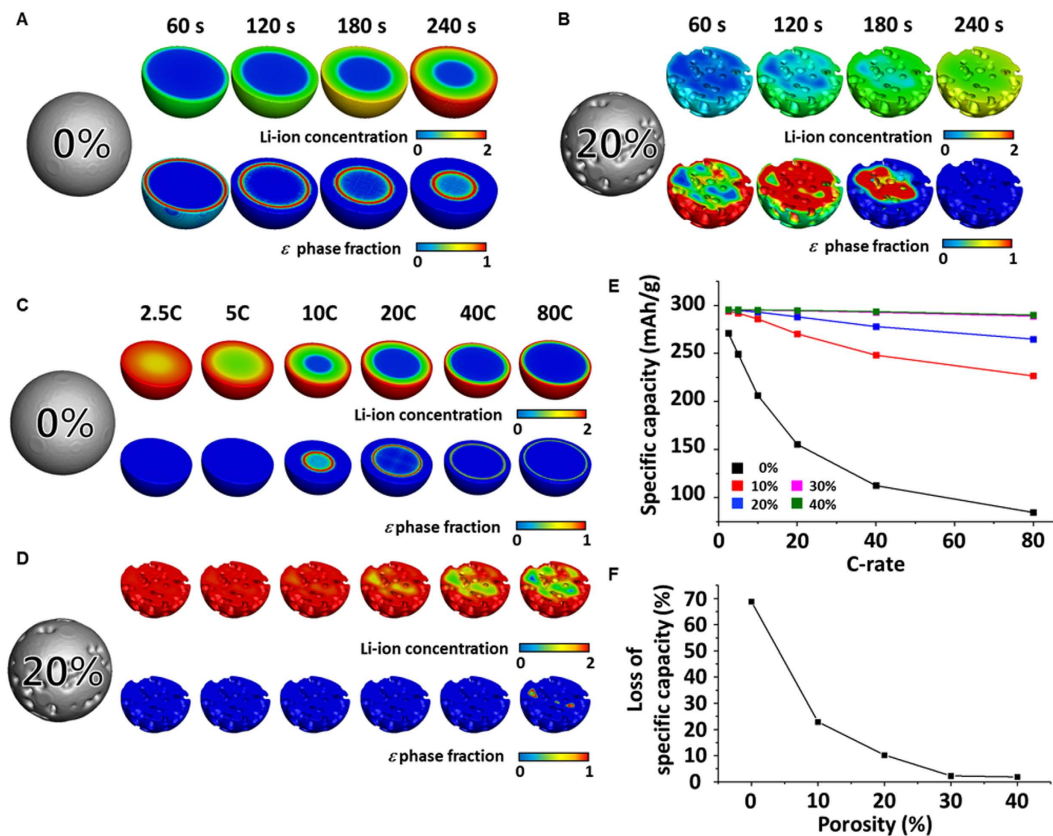 A
60 s 120 s 180 s 240 s
0%
Li-ion concentration
0 2
ε phase fraction
0 1
B
60 s 120 s 180 s 240 s
20%
Li-ion concentration
0 2
ε phase fraction
0 1
C
2.5C 5C 10C 20C 40C 80C
0%
Li-ion concentration
0 2
ε phase fraction
0 1
D
20%
Li-ion concentration
0 2
ε phase fraction
0 1
E
Specific capacity (mAh/g)
300
250
200
150
100
0%
10%
20%
30%
40%
0 20 40 60 80
C-rate
F
Loss of
specific capacity (%)
70
60
50
40
30
20
10
0
0 10 20 30 40
Porosity (%)